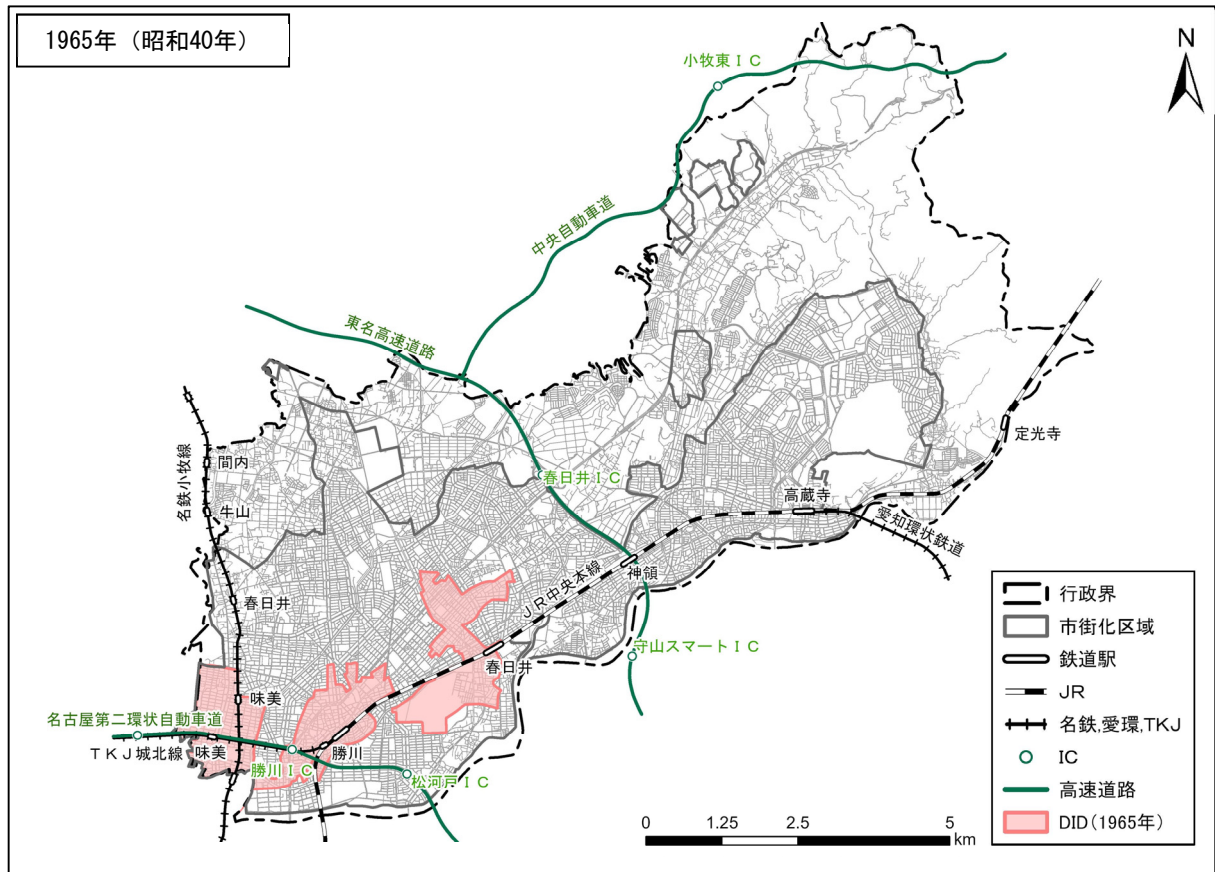 1965年（昭和40年）
N
小牧東ＩＣ
中央自動車道
東名高速道路
名鉄小牧線
間内
牛山
春日井ＩＣ
定光寺
高蔵寺
愛知環状鉄道
春日井
ＪＲ中央本線
神領
守山スマートＩＣ
春日井
味美
名古屋第二環状自動車道
ＴＫＪ城北線
味美
勝川
勝川ＩＣ
松河戸ＩＣ
行政界
市街化区域
鉄道駅
ＪＲ
名鉄,愛環,TKJ
IC
高速道路
DID(1965年)
0 1.25 2.5 5
km